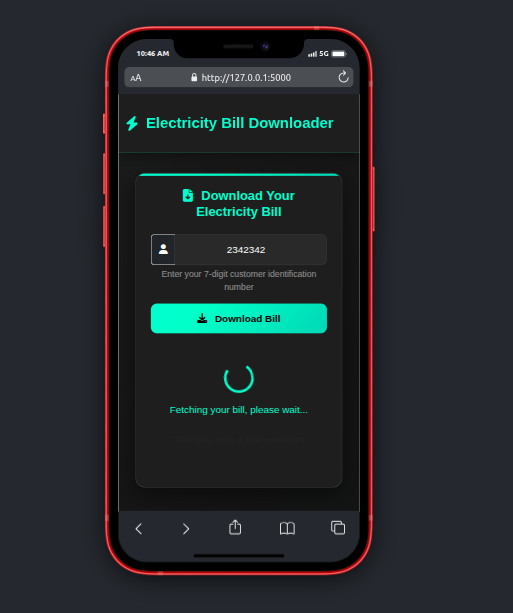 10:46 AM
5G
AA
http://127.0.0.1:5000
Electricity Bill Downloader
Download Your
Electricity Bill
2342342
Enter your 7-digit customer identification
number
Download Bill
Fetching your bill, please wait...